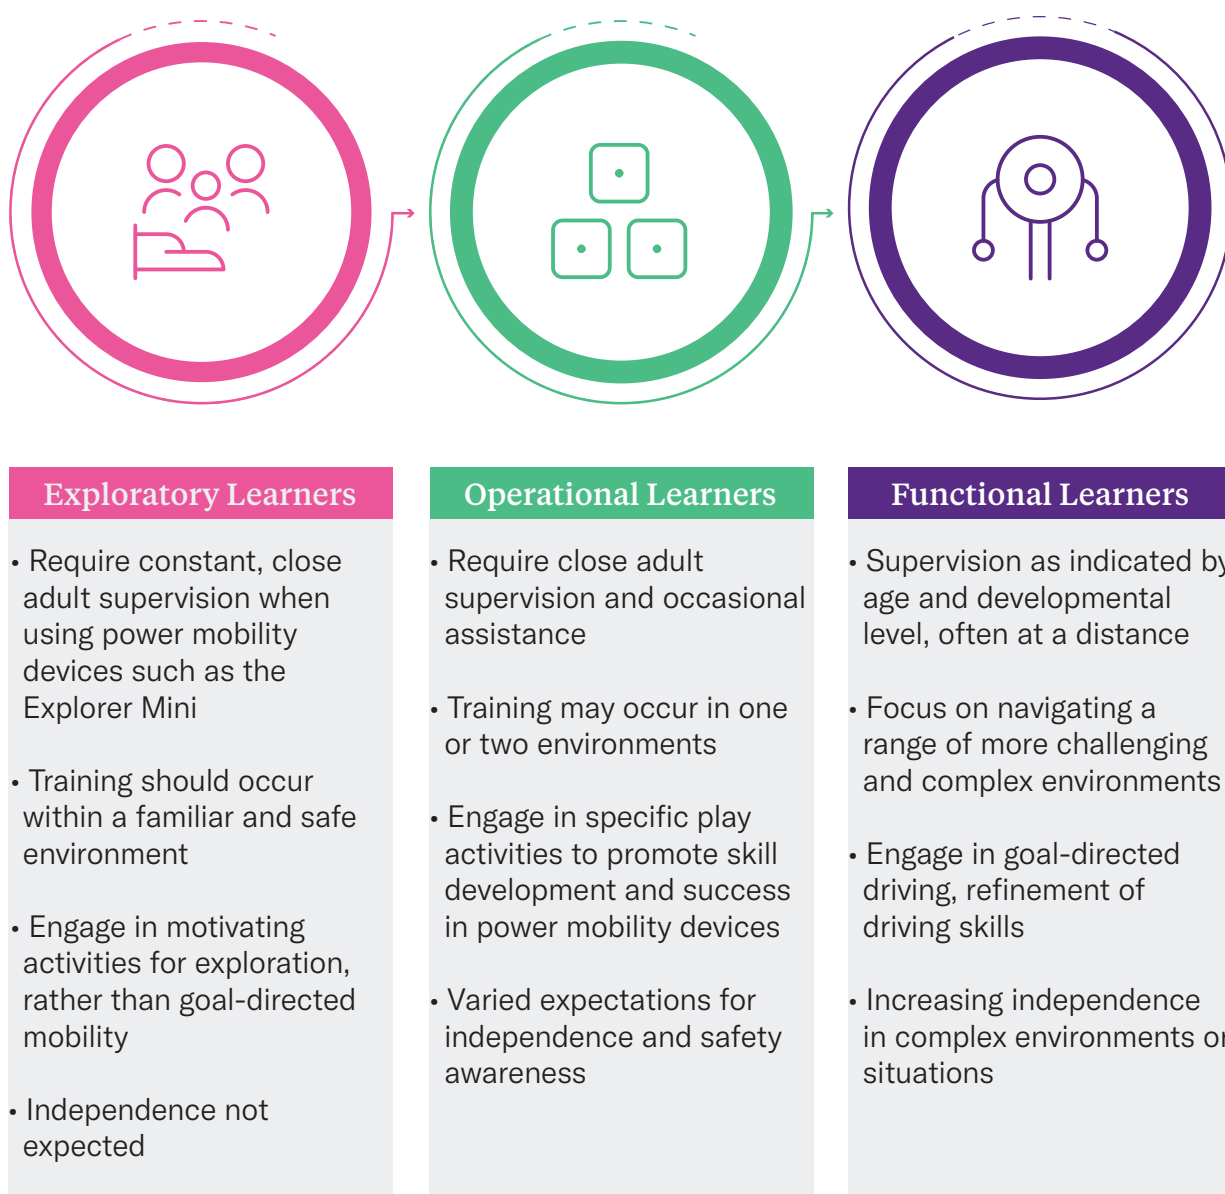 Exploratory Learners
• Require constant, close
adult supervision when
using power mobility
devices such as the
Explorer Mini
• Training should occur
within a familiar and safe
environment
• Engage in motivating
activities for exploration,
rather than goal-directed
mobility
• Independence not
expected
Operational Learners
• Require close adult
supervision and occasional
assistance
• Training may occur in one
or two environments
• Engage in specific play
activities to promote skill
development and success
in power mobility devices
• Varied expectations for
independence and safety
awareness
Functional Learners
• Supervision as indicated by
age and developmental
level, often at a distance
• Focus on navigating a
range of more challenging
and complex environments
• Engage in goal-directed
driving, refinement of
driving skills
• Increasing independence
in complex environments or
situations